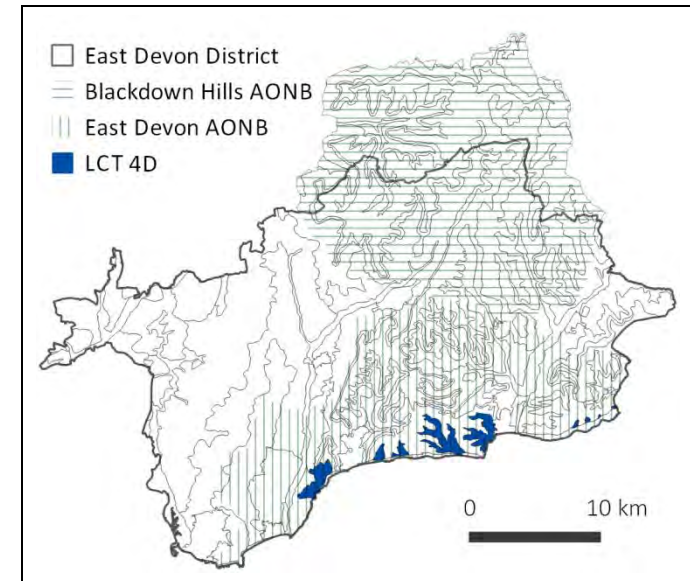 East Devon District
Blackdown Hills AONB
East Devon AONB
LCT 4D
0 10 km